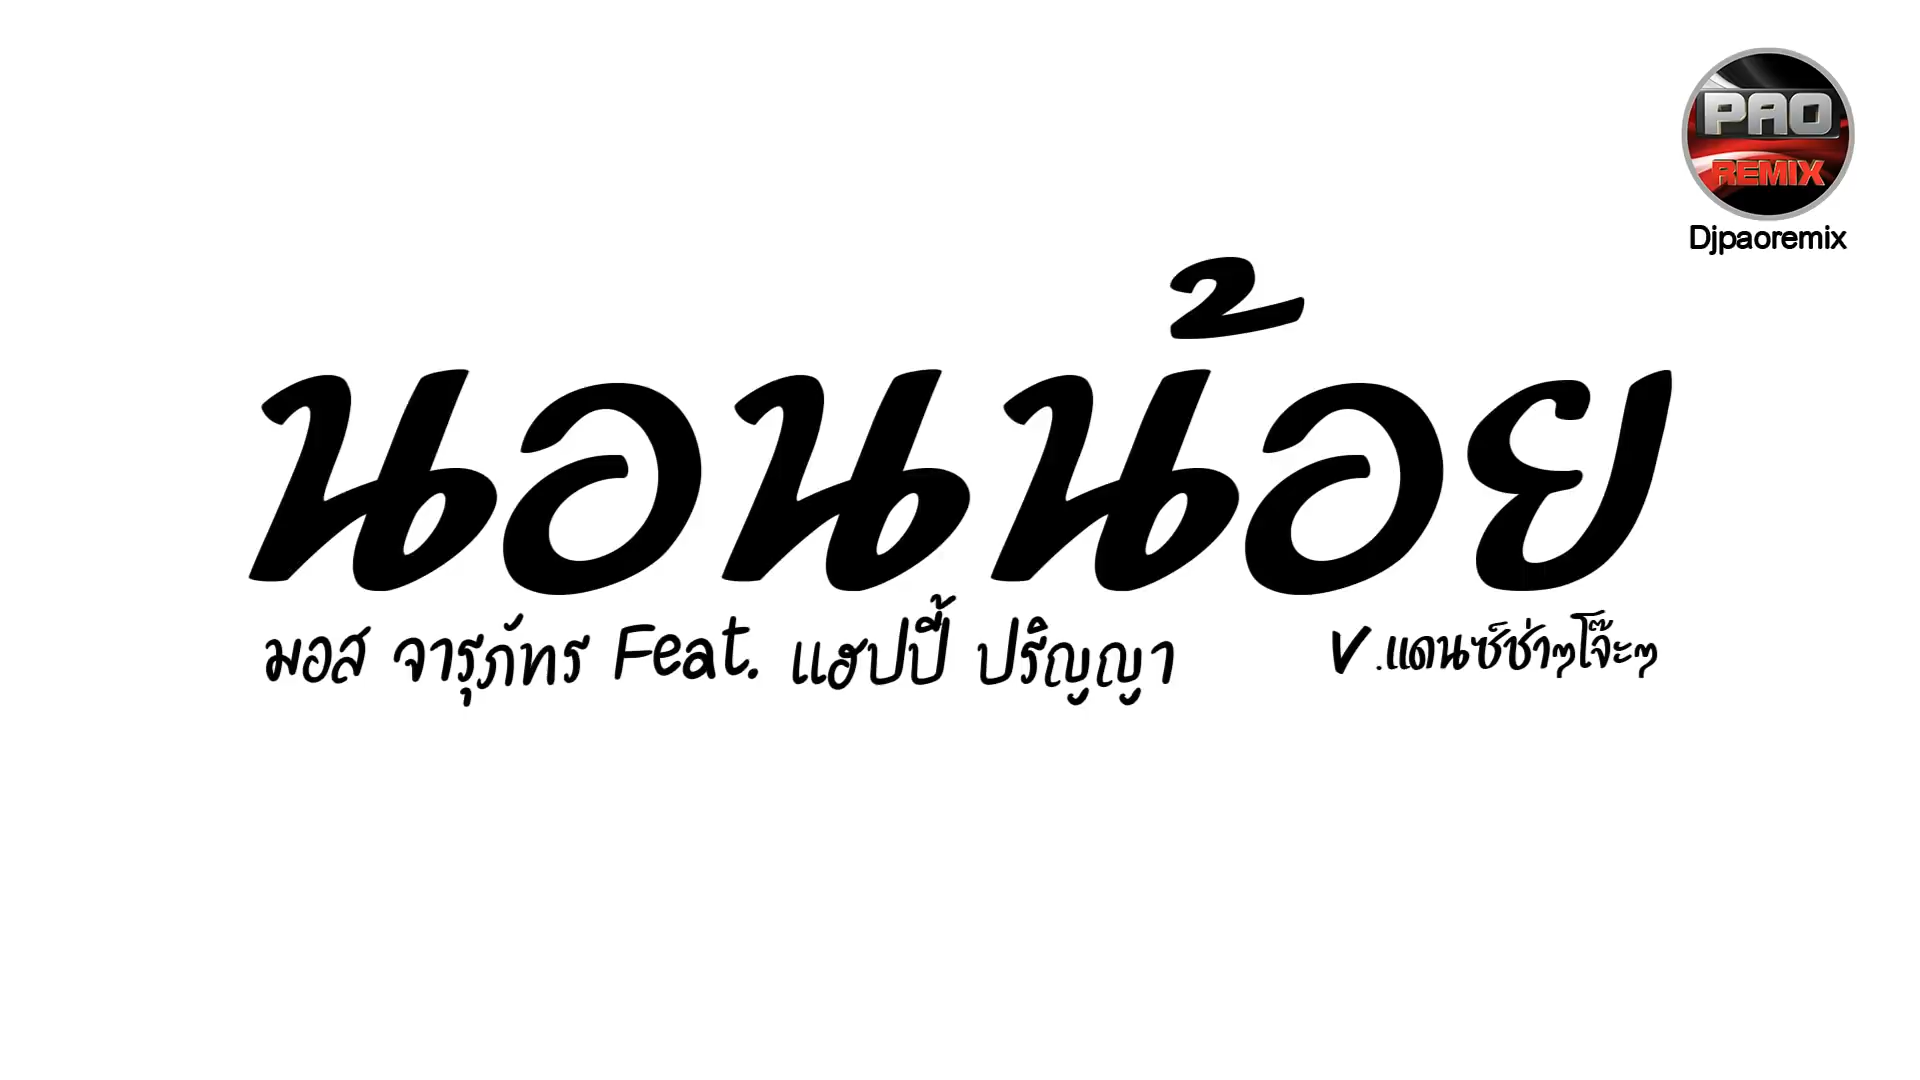 PAO
REMIX
Djpaoremix
นอนน้อย
มอส จารุภัทร Feat. แฮปปี้ ปริญญา V.แดนซ์ช่าๆโจ๊ะๆ